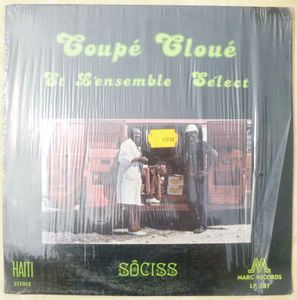 Coupé Cloué
Et L'ensemble Sélect
HAITI
STEREO
SÔCISS
M
MARC RECORDS
LP 287